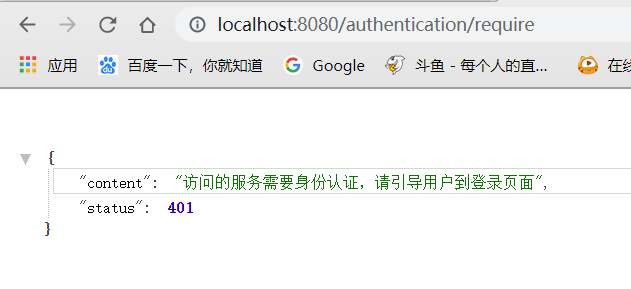 localhost:8080/authentication/require
应用 百度一下，你就知道 Google 斗鱼 - 每个人的直... 在线
{
"content": "访问的服务需要身份认证，请引导用户到登录页面",
"status": 401
}